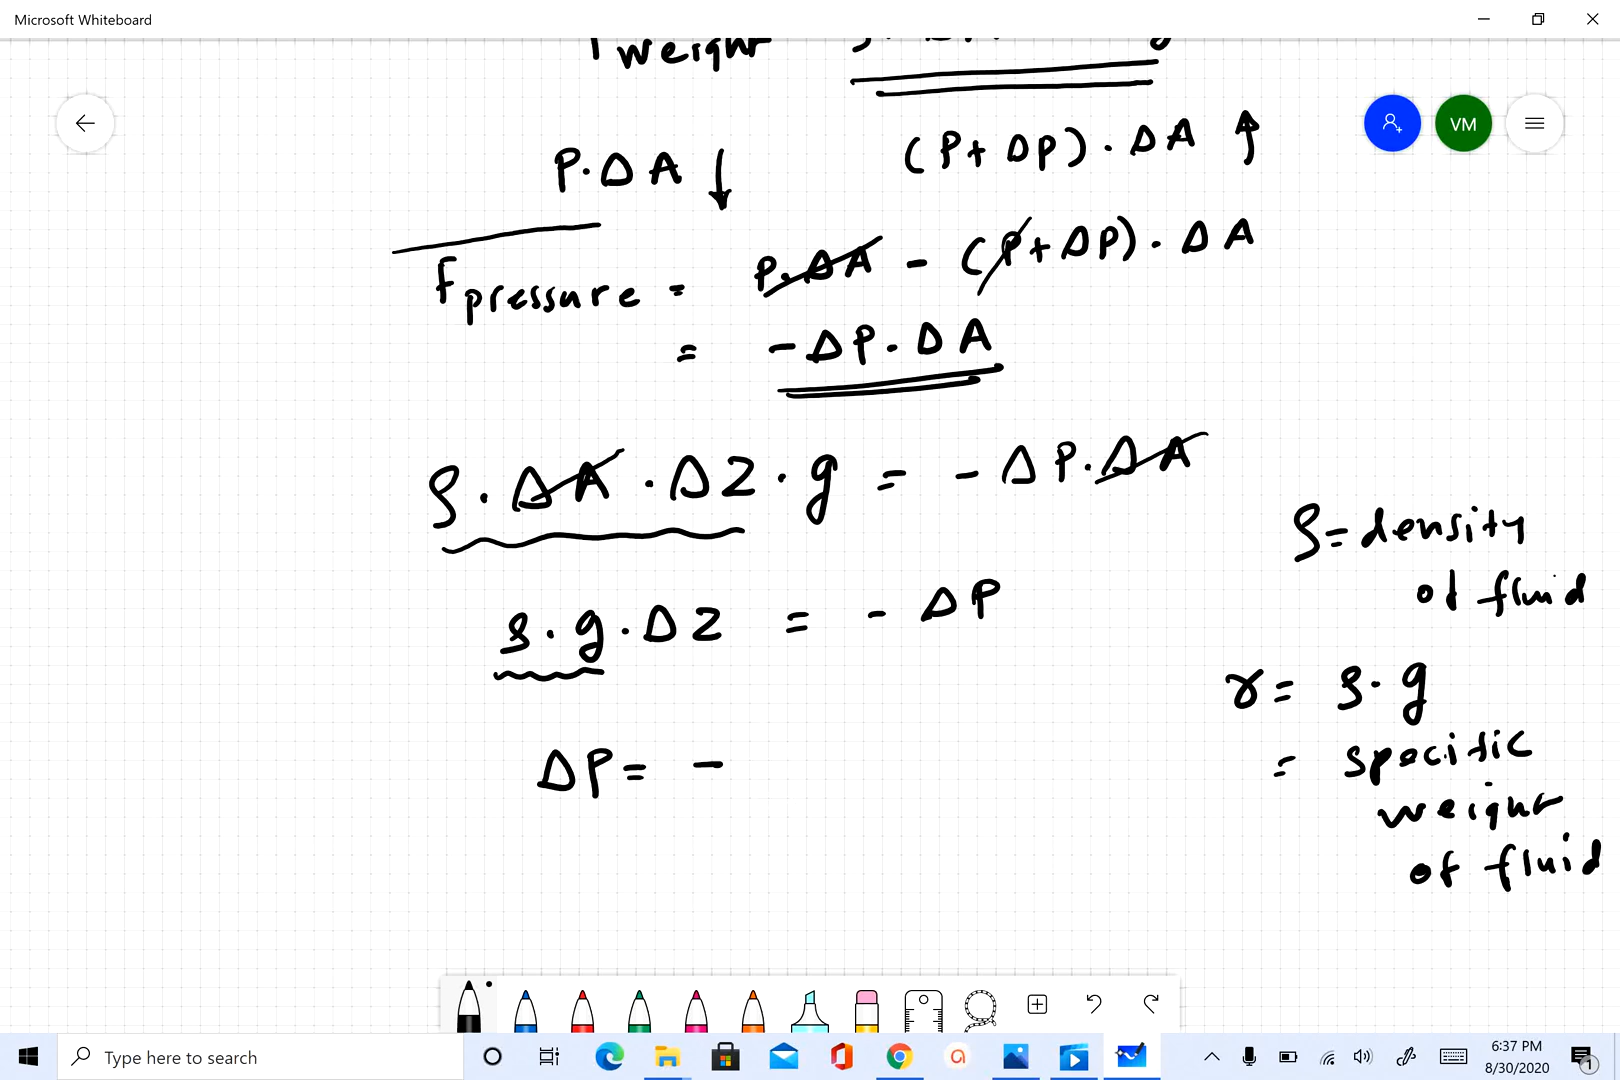 Microsoft Whiteboard
weight
P·ΔA ↓ (P+ΔP)·ΔA ↑
VM
Fpressure = P·ΔA - (P+ΔP)·ΔA
= -ΔP·ΔA
ρ·ΔA·ΔZ·g = -ΔP·ΔA
ρ=density
of fluid
ρ·g·ΔZ = -ΔP
γ= ρ·g
= specific
weight
of fluid
ΔP= -
Type here to search
6:37 PM
8/30/2020
1